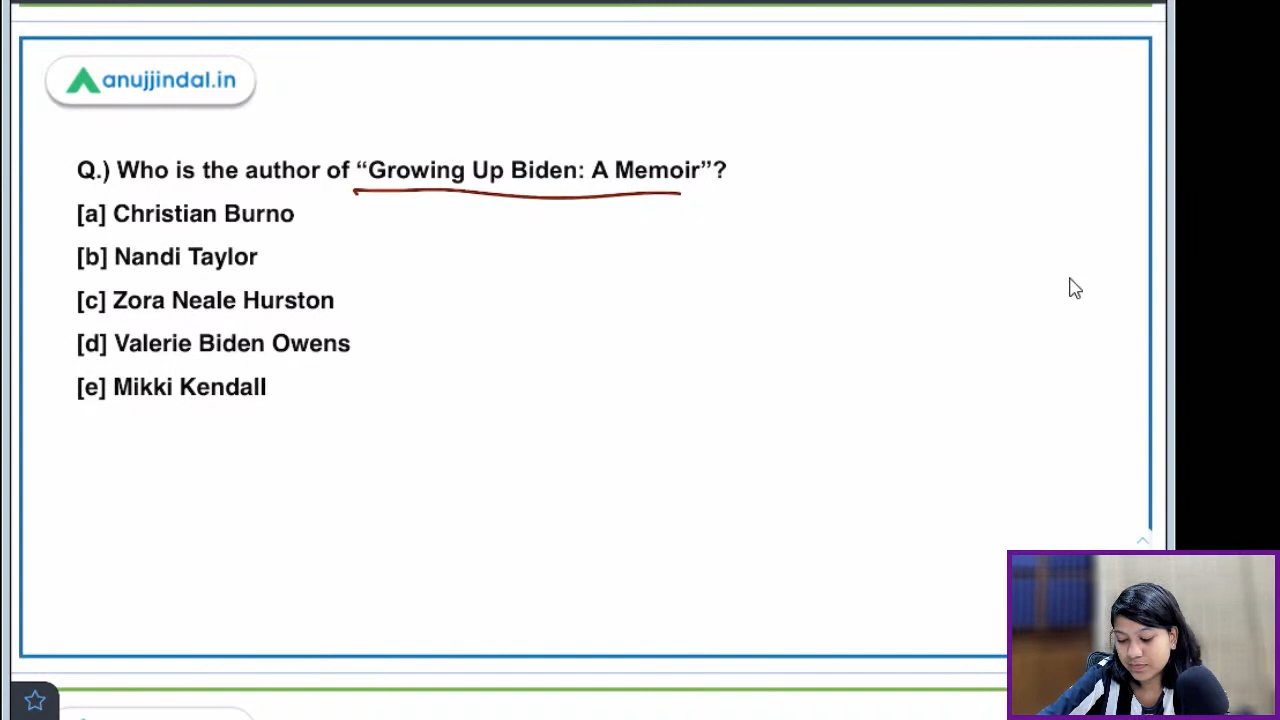 anujjindal.in
Q.) Who is the author of “Growing Up Biden: A Memoir”?
[a] Christian Burno
[b] Nandi Taylor
[c] Zora Neale Hurston
[d] Valerie Biden Owens
[e] Mikki Kendall